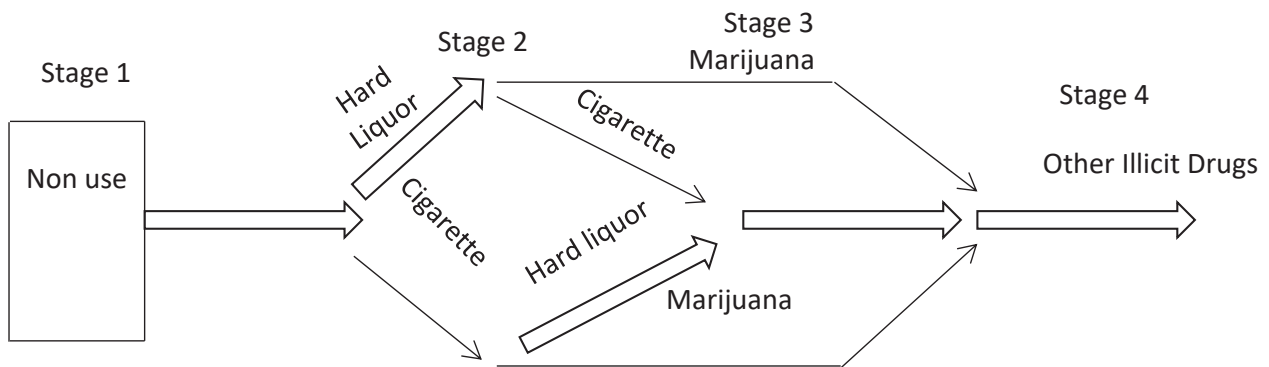 Stage 1
Non use
Stage 2
Hard
Liquor
Cigarette
Cigarette
Hard liquor
Stage 3
Marijuana
Marijuana
Stage 4
Other Illicit Drugs